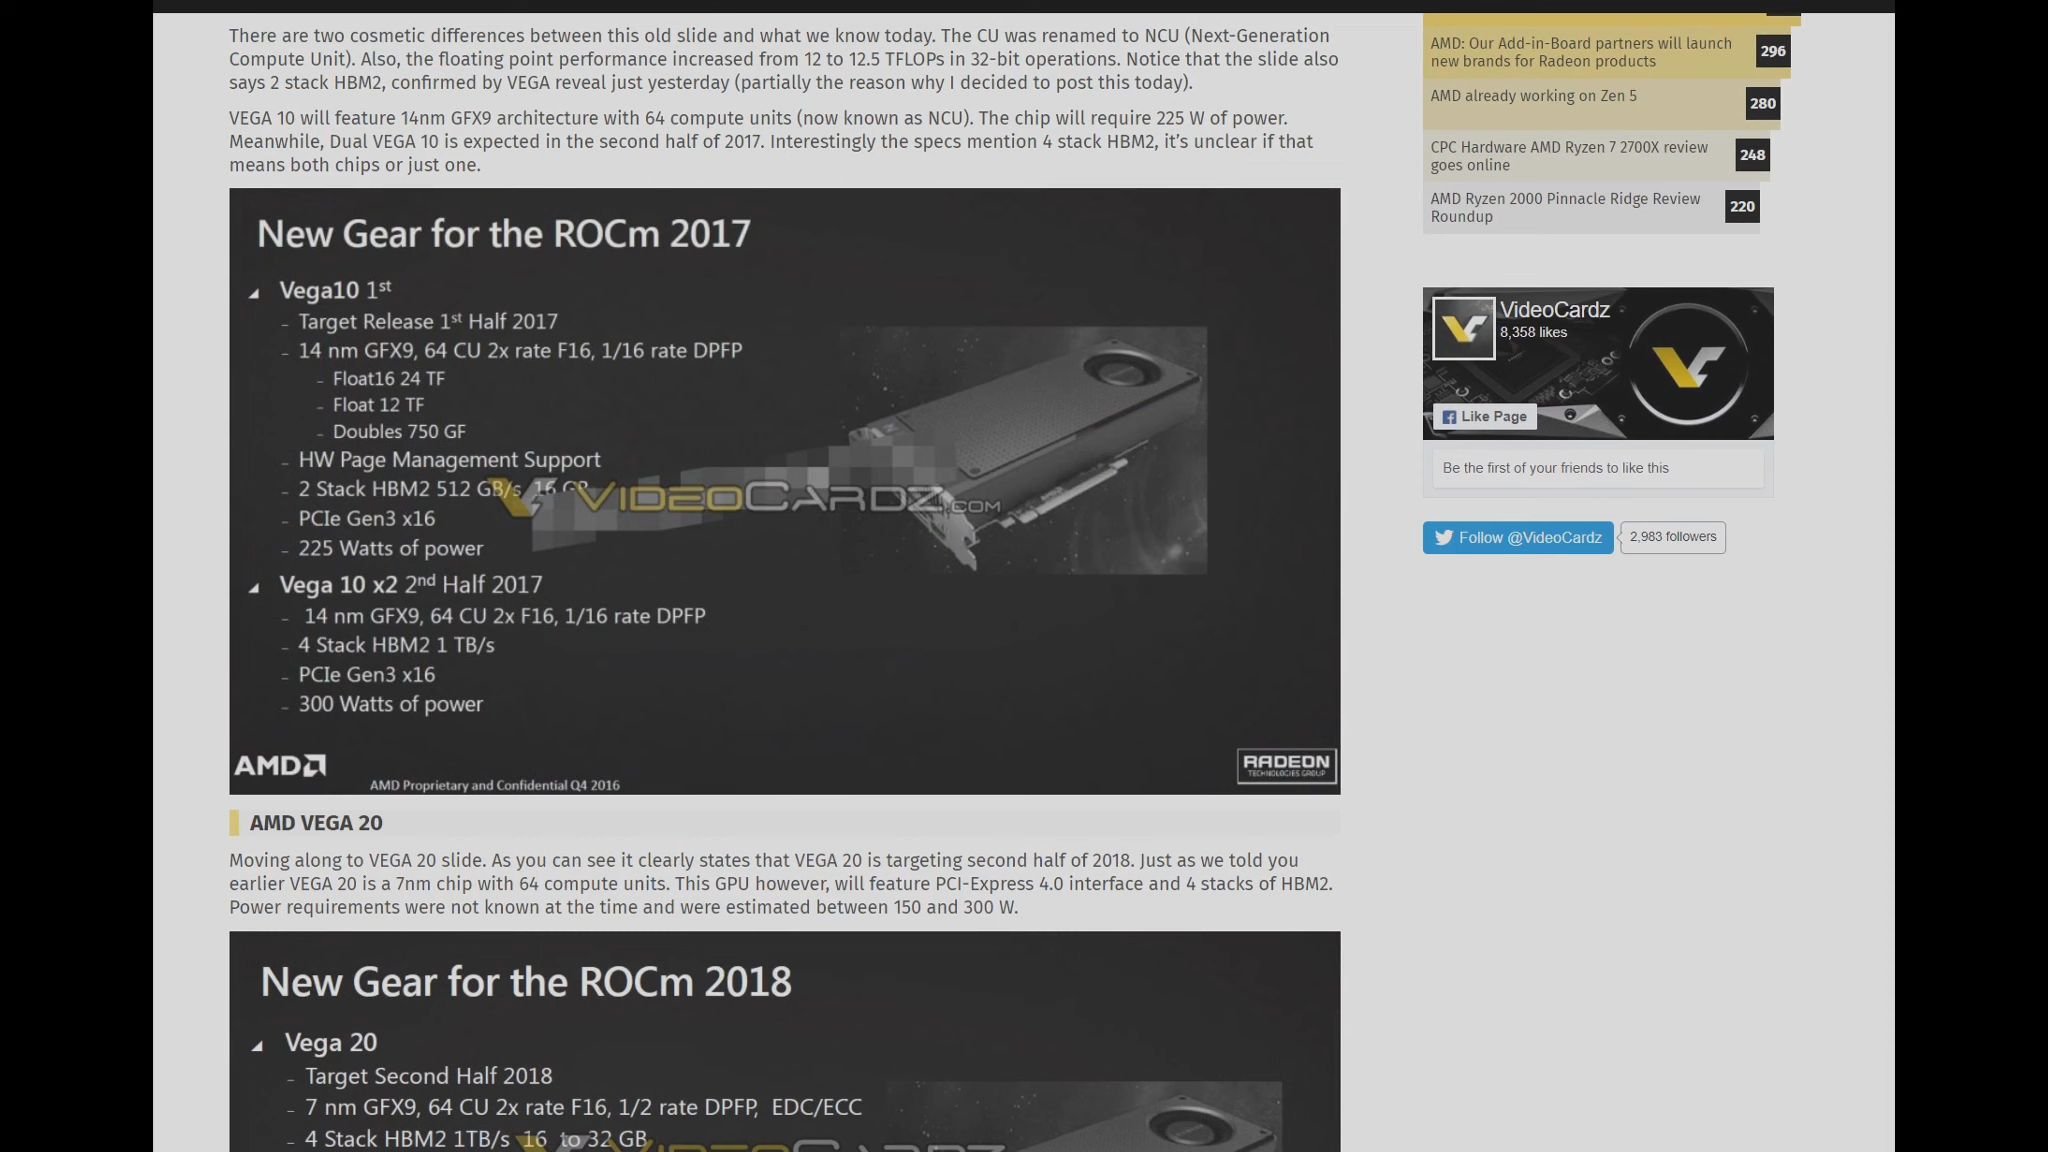 There are two cosmetic differences between this old slide and what we know today. The CU was renamed to NCU (Next-Generation
Compute Unit). Also, the floating point performance increased from 12 to 12.5 TFLOPs in 32-bit operations. Notice that the slide also
says 2 stack HBM2, confirmed by VEGA reveal just yesterday (partially the reason why I decided to post this today).
VEGA 10 will feature 14nm GFX9 architecture with 64 compute units (now known as NCU). The chip will require 225 W of power.
Meanwhile, Dual VEGA 10 is expected in the second half of 2017. Interestingly the specs mention 4 stack HBM2, it's unclear if that
means both chips or just one.
New Gear for the ROCm 2017
Vega10 1st
- Target Release 1st Half 2017
- 14 nm GFX9, 64 CU 2x rate F16, 1/16 rate DPFP
- Float16 24 TF
- Float 12 TF
- Doubles 750 GF
- HW Page Management Support
- 2 Stack HBM2 512 GB/s 16 GB
VIDEOCARDZ.COM
- PCIe Gen3 x16
- 225 Watts of power
Vega 10 x2 2nd Half 2017
- 14 nm GFX9, 64 CU 2x F16, 1/16 rate DPFP
- 4 Stack HBM2 1 TB/s
- PCIe Gen3 x16
- 300 Watts of power
AMD
AMD Proprietary and Confidential Q4 2016
RADEON
TECHNOLOGIES GROUP
AMD VEGA 20
Moving along to VEGA 20 slide. As you can see it clearly states that VEGA 20 is targeting second half of 2018. Just as we told you
earlier VEGA 20 is a 7nm chip with 64 compute units. This GPU however, will feature PCI-Express 4.0 interface and 4 stacks of HBM2.
Power requirements were not known at the time and were estimated between 150 and 300 W.
New Gear for the ROCm 2018
Vega 20
- Target Second Half 2018
- 7 nm GFX9, 64 CU 2x rate F16, 1/2 rate DPFP, EDC/ECC
- 4 Stack HBM2 1TB/s 16 to 32 GB
VIDEOCARDZ
AMD: Our Add-in-Board partners will launch
new brands for Radeon products
296
AMD already working on Zen 5
280
CPC Hardware AMD Ryzen 7 2700X review
goes online
248
AMD Ryzen 2000 Pinnacle Ridge Review
Roundup
220
VideoCardz
8,358 likes
Like Page
Be the first of your friends to like this
Follow @VideoCardz
2,983 followers